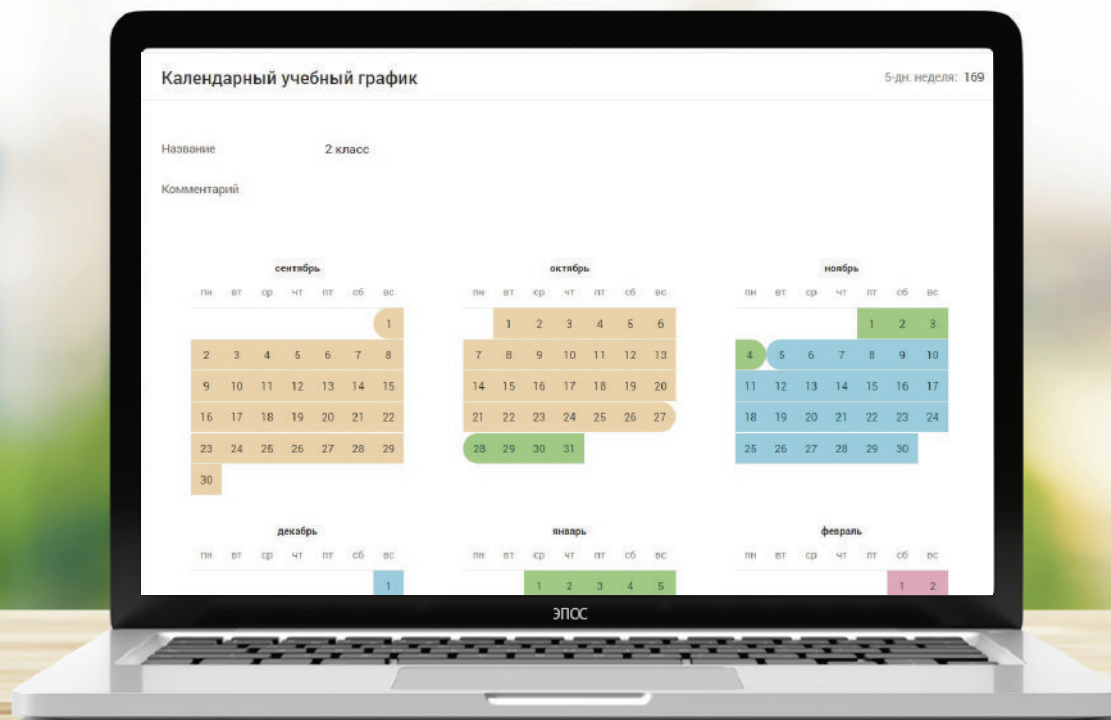 Календарный учебный график 5-дн. неделя: 169
Название 2 класс
Комментарий
сентябрь октябрь ноябрь
пн вт ср чт пт сб вс пн вт ср чт пт сб вс пн вт ср чт пт сб вс
1 1 2 3 4 5 6 1 2 3
2 3 4 5 6 7 8 7 8 9 10 11 12 13 4 5 6 7 8 9 10
9 10 11 12 13 14 15 14 15 16 17 18 19 20 11 12 13 14 15 16 17
16 17 18 19 20 21 22 21 22 23 24 25 26 27 18 19 20 21 22 23 24
23 24 25 26 27 28 29 28 29 30 31 25 26 27 28 29 30
30
декабрь январь февраль
пн вт ср чт пт сб вс пн вт ср чт пт сб вс пн вт ср чт пт сб вс
1 1 2 3 4 5 1 2
ЭПОС